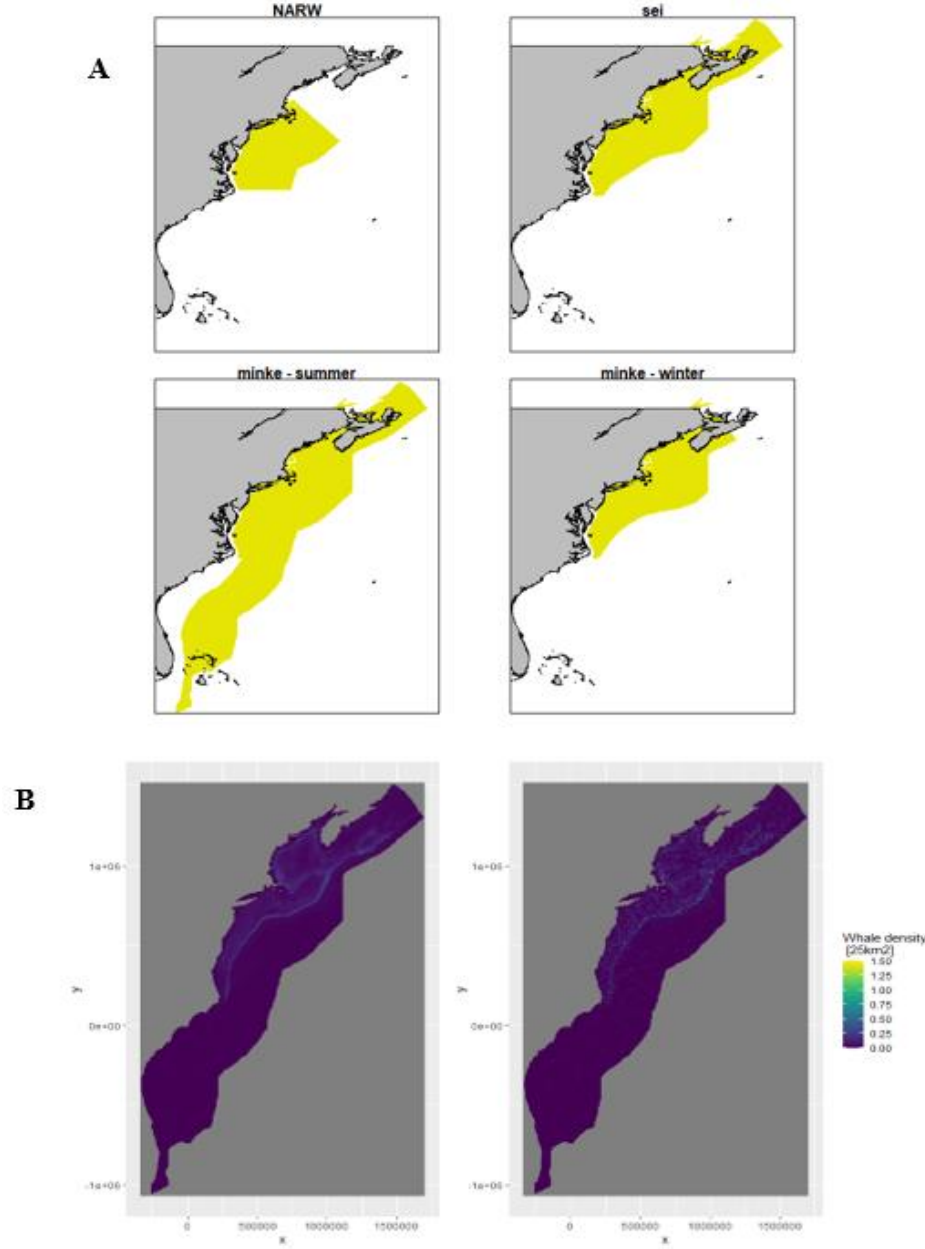 NARW sei
A
minke - summer minke - winter
B
1e+06 1e+06
Whale density
[25km2]
1.50
1.25
1.00
0.75
0.50
0.25
0.00
y y
0e+00 0e+00
-1e+06 -1e+06
0 500000 1000000 1500000 0 500000 1000000 1500000
x x